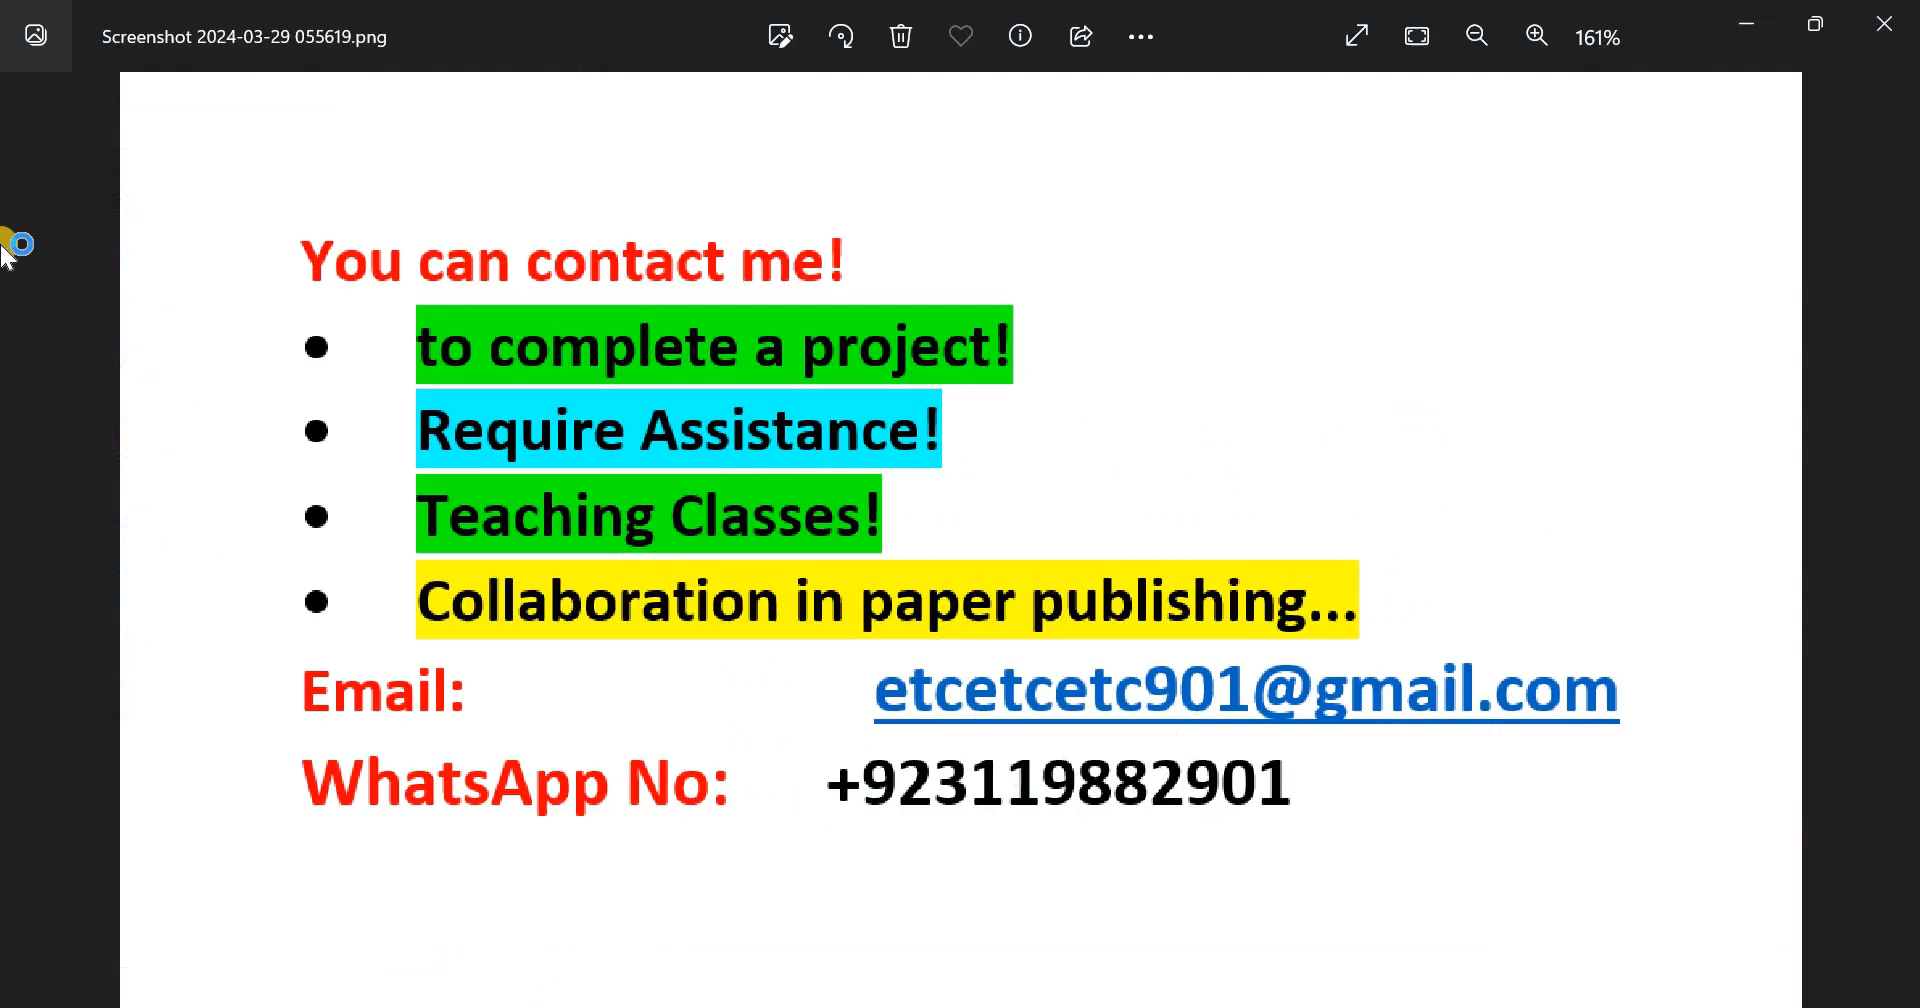 Screenshot 2024-03-29 055619.png
161%
You can contact me!
• to complete a project!
• Require Assistance!
• Teaching Classes!
• Collaboration in paper publishing...
Email: etcetcetc901@gmail.com
WhatsApp No: +923119882901